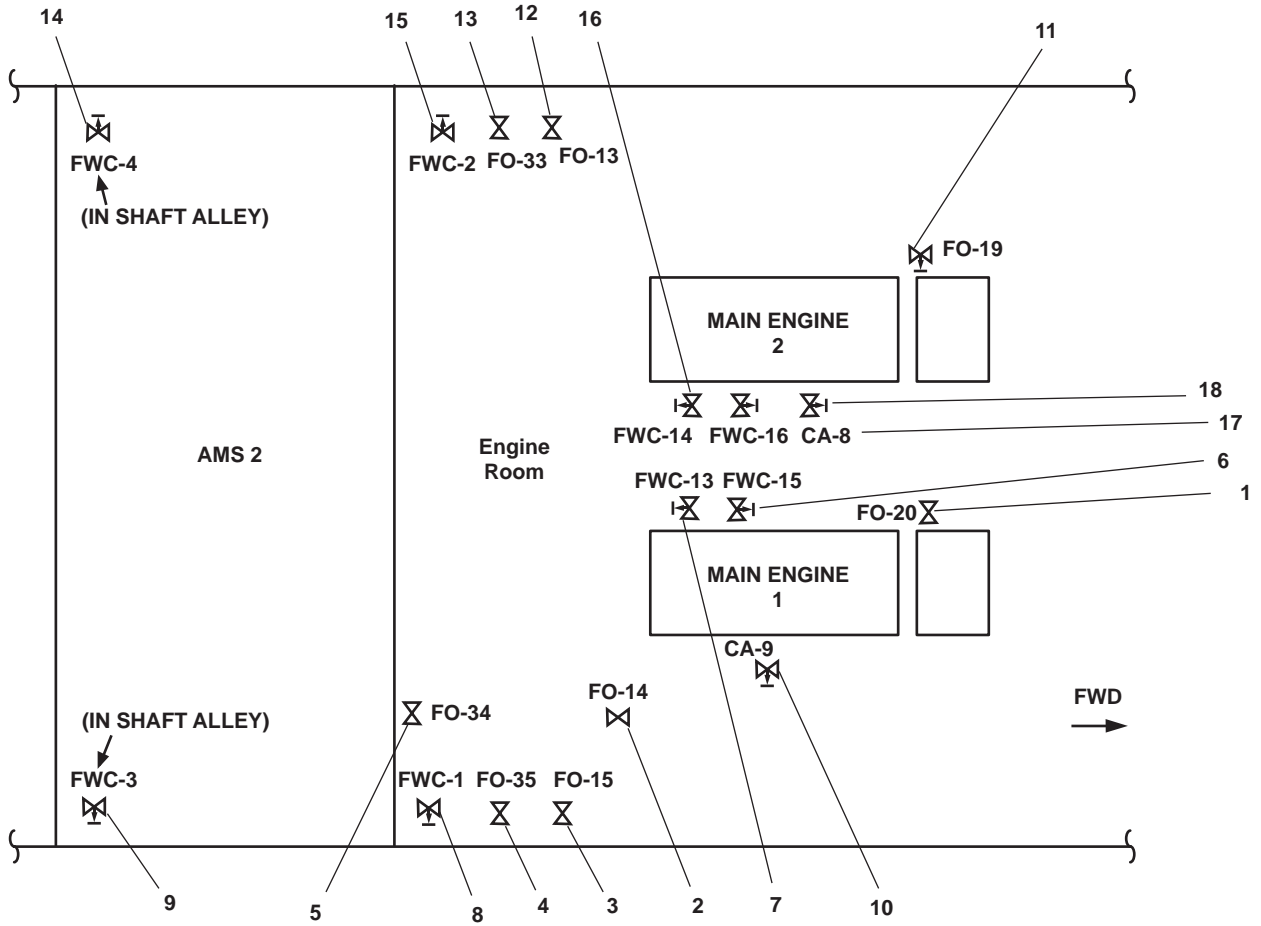 14
15
13
12
16
11
FWC-4
FWC-2
FO-33
FO-13
(IN SHAFT ALLEY)
FO-19
MAIN ENGINE
2
18
FWC-14
FWC-16
CA-8
17
AMS 2
Engine
Room
6
FWC-13
FWC-15
1
FO-20
MAIN ENGINE
1
CA-9
FO-14
FWD
(IN SHAFT ALLEY)
FO-34
FWC-3
FWC-1
FO-35
FO-15
9
5
8
4
3
2
7
10